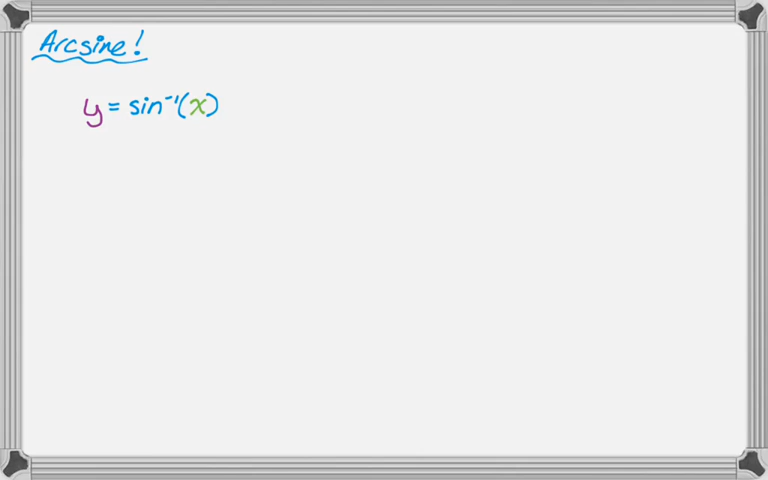 Arcsine!
y = sin⁻¹(x)